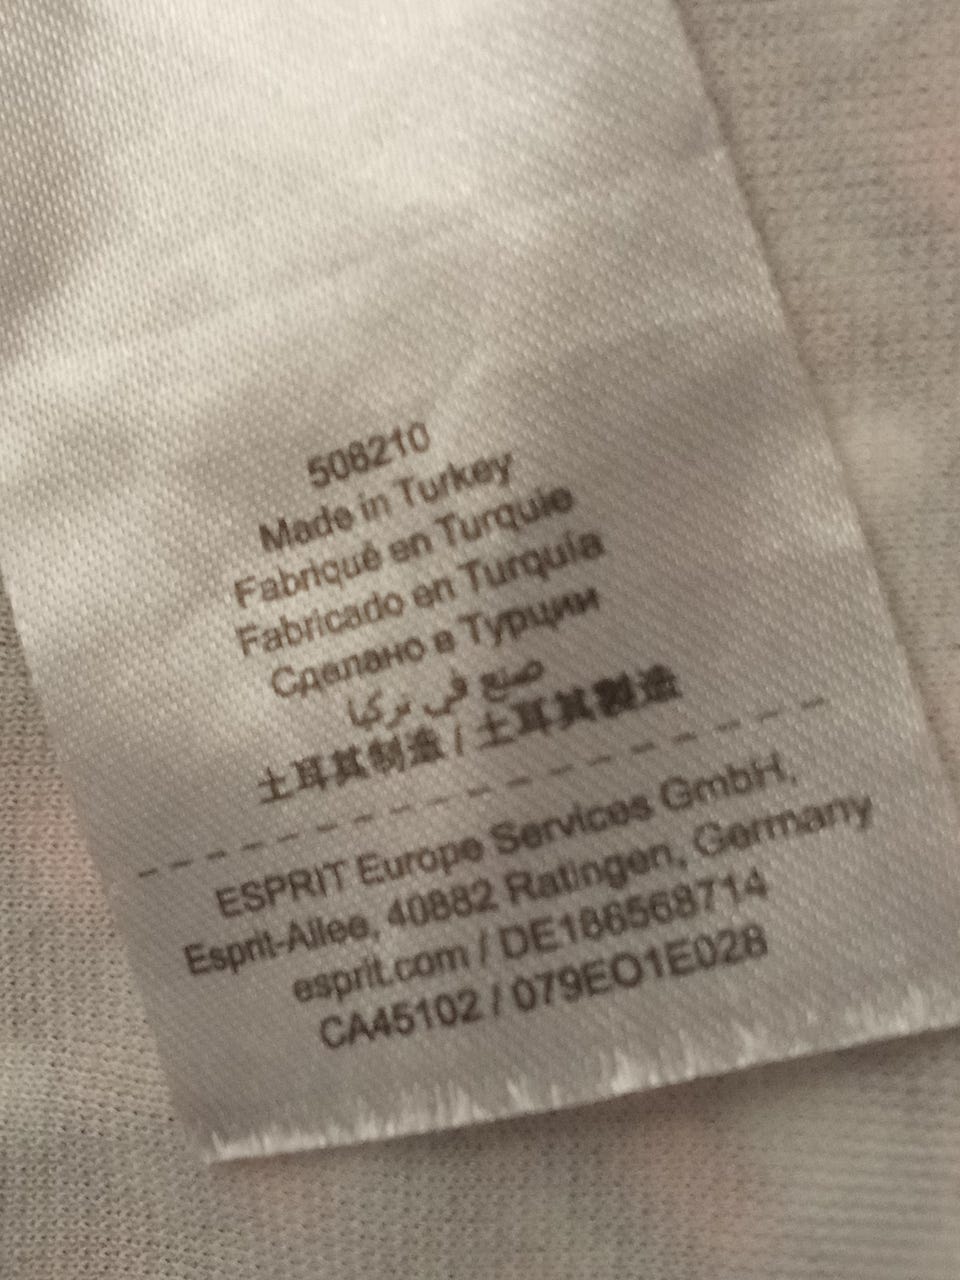 508210
Made in Turkey
Fabriqué en Turquie
Fabricado en Turquía
Сделано в Турции
صنع في تركيا
土耳其制造 / 土耳其製造
ESPRIT Europe Services GmbH,
Esprit-Allee, 40882 Ratingen, Germany
esprit.com / DE186568714
CA45102 / 079EO1E028